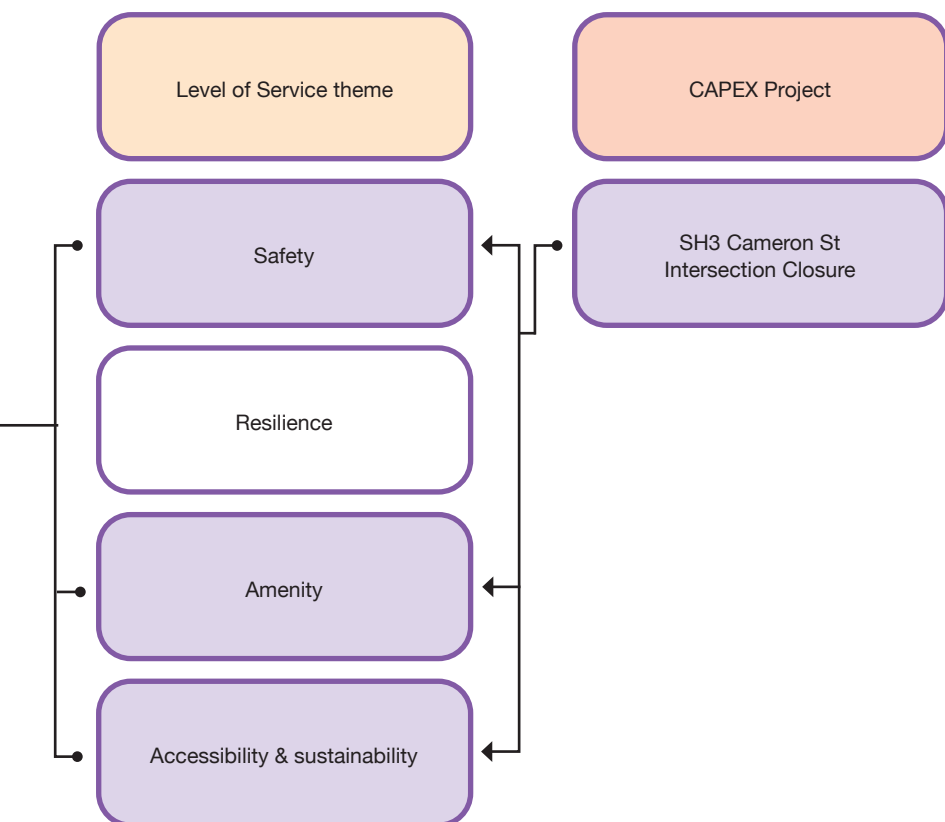 Level of Service theme
CAPEX Project
Safety
SH3 Cameron St
Intersection Closure
Resilience
Amenity
Accessibility & sustainability